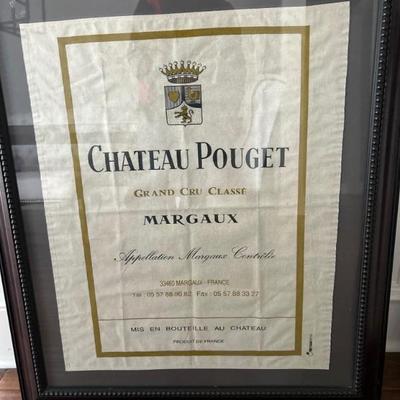 CHATEAU POUGET
GRAND CRU CLASSÉ
MARGAUX
Appellation Margaux Contrôlée
33460 MARGAUX - FRANCE
Tél : 05 57 88 90 82 Fax : 05 57 88 33 27
MIS EN BOUTEILLE AU CHATEAU
PRODUIT DE FRANCE